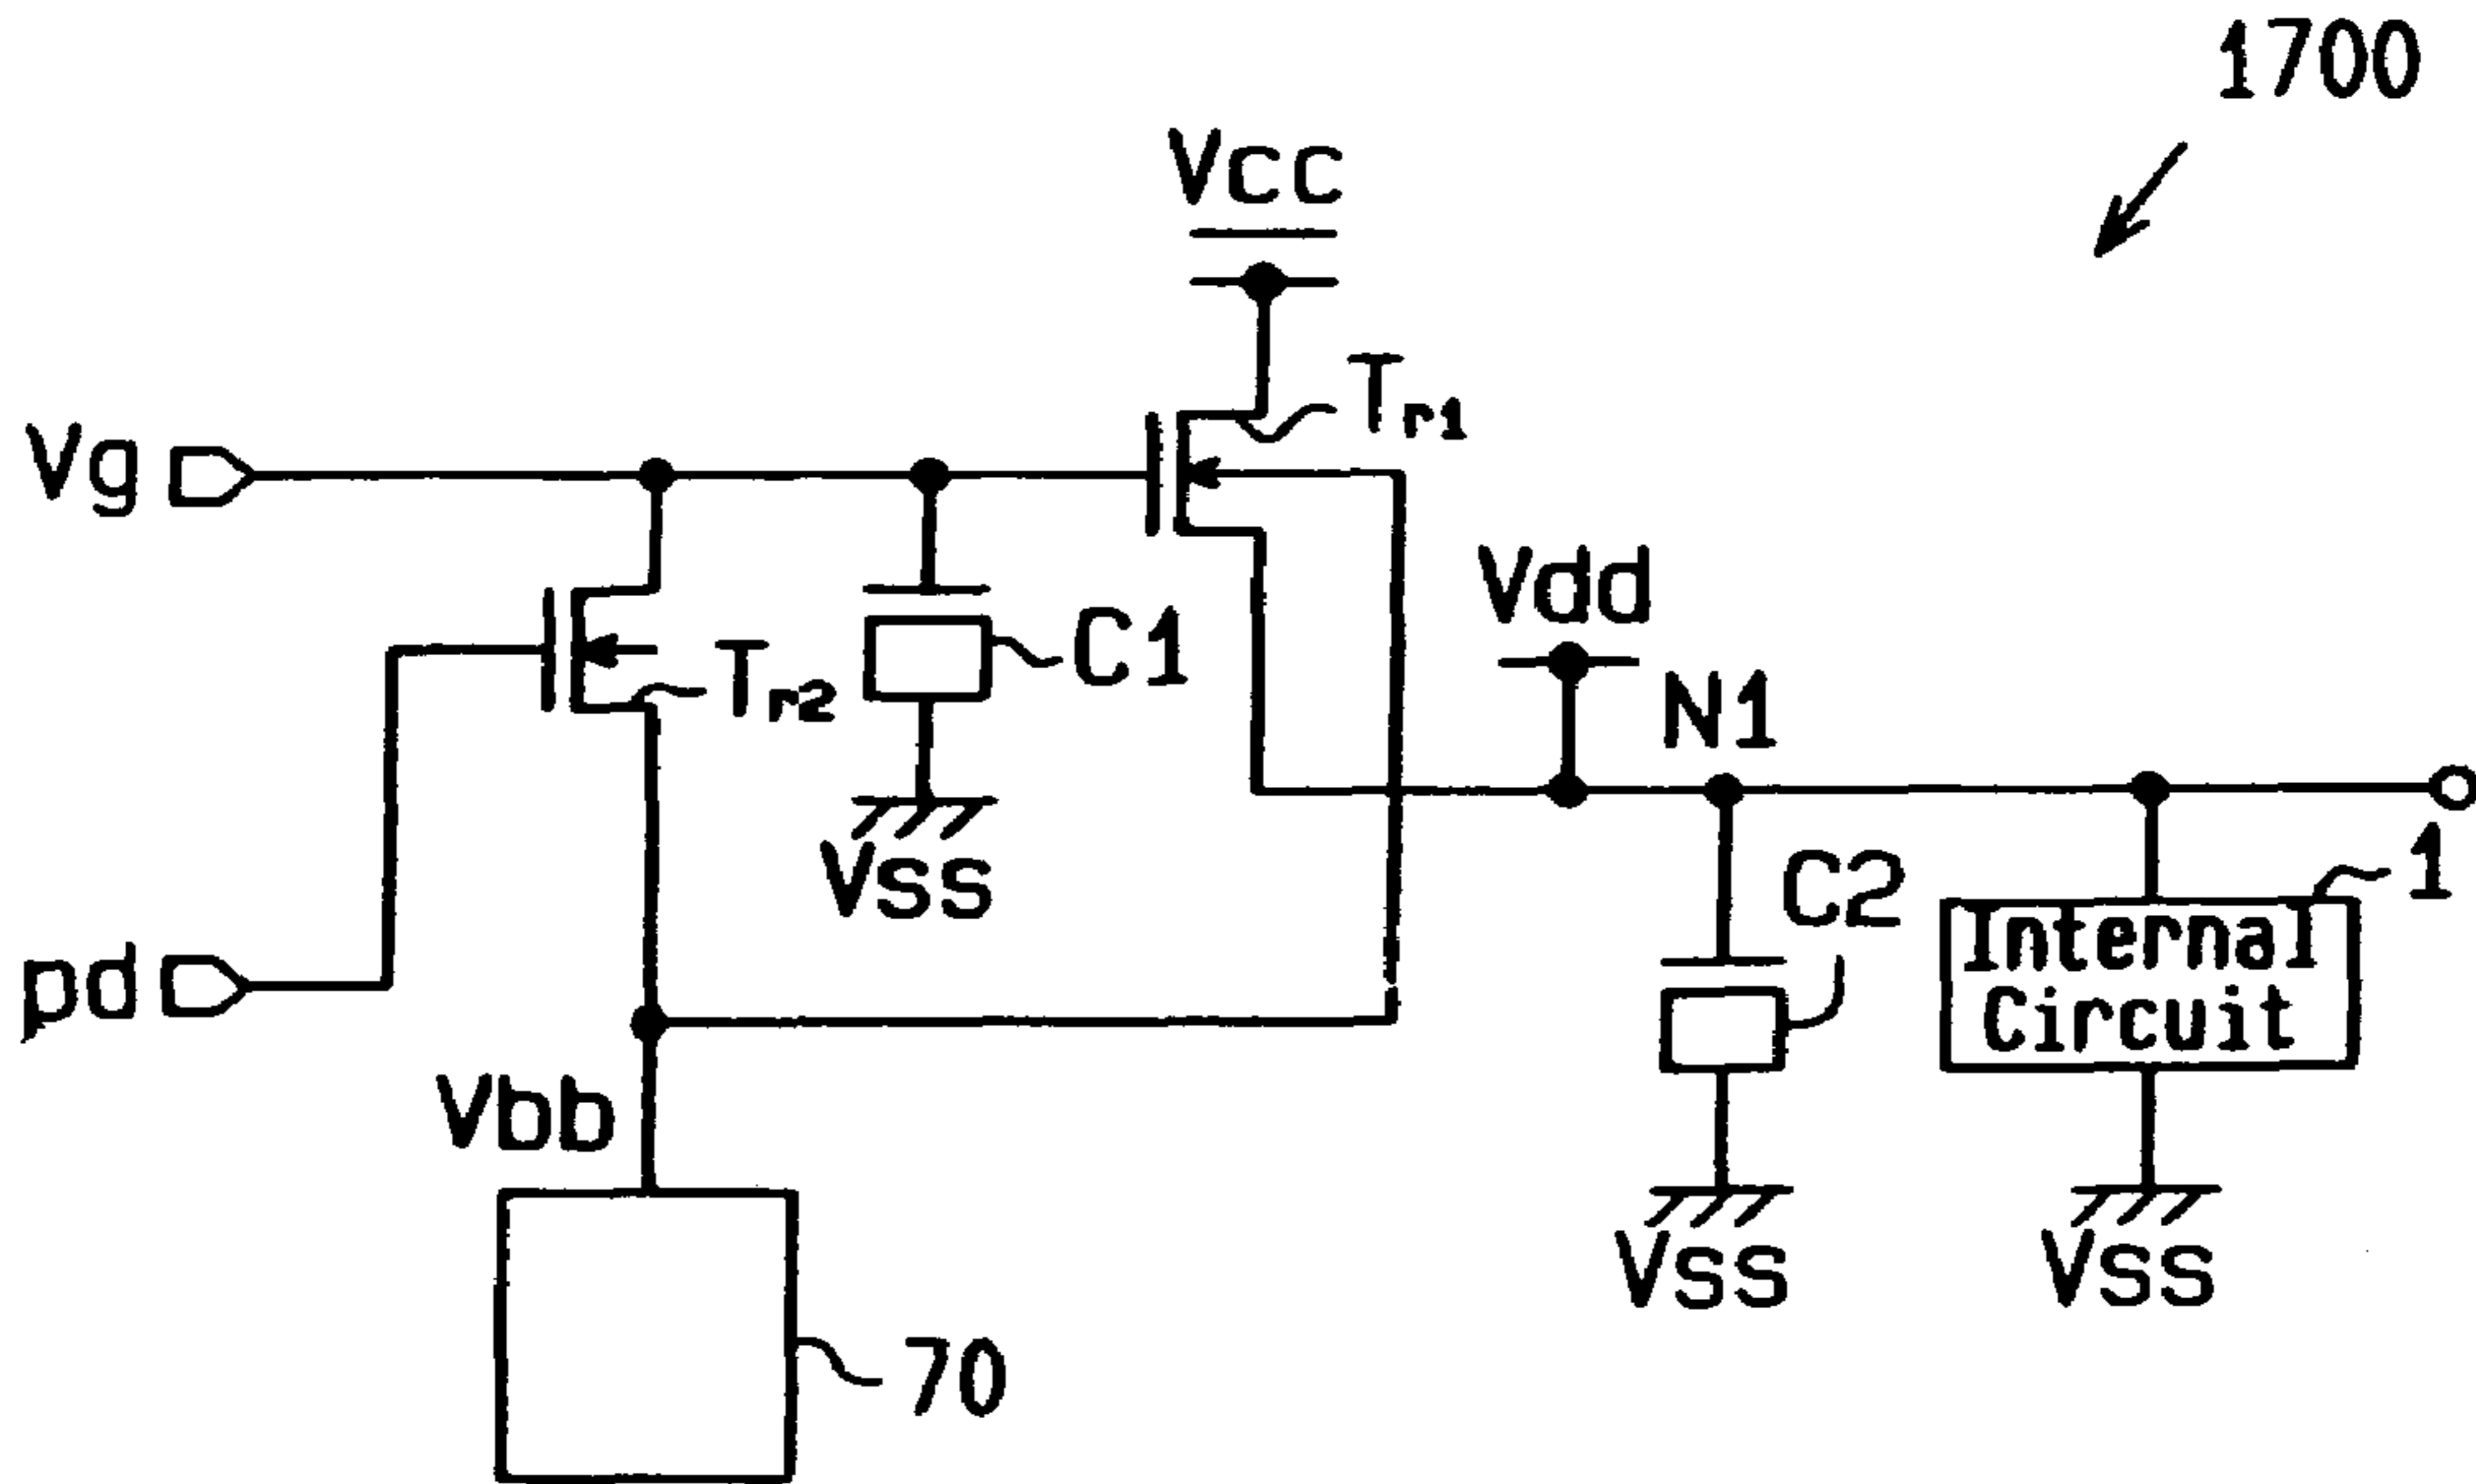 1700
Vcc
Tr1
Vg
Vdd
C1
Tr2
N1
Vss
C2
1
pd
Internal
Circuit
Vbb
Vss
Vss
70